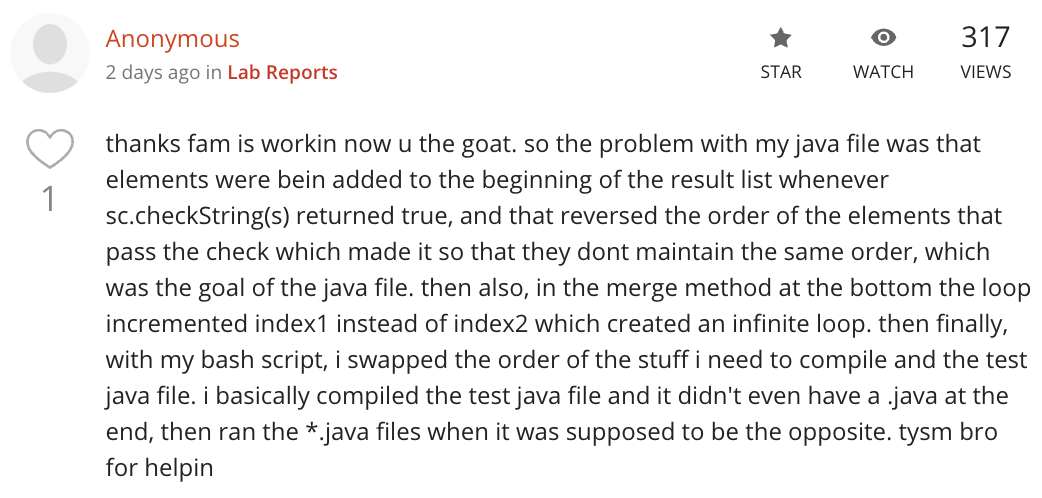 Anonymous
2 days ago in Lab Reports
STAR
WATCH
317
VIEWS
1
thanks fam is workin now u the goat. so the problem with my java file was that
elements were bein added to the beginning of the result list whenever
sc.checkString(s) returned true, and that reversed the order of the elements that
pass the check which made it so that they dont maintain the same order, which
was the goal of the java file. then also, in the merge method at the bottom the loop
incremented index1 instead of index2 which created an infinite loop. then finally,
with my bash script, i swapped the order of the stuff i need to compile and the test
java file. i basically compiled the test java file and it didn't even have a .java at the
end, then ran the *.java files when it was supposed to be the opposite. tysm bro
for helpin